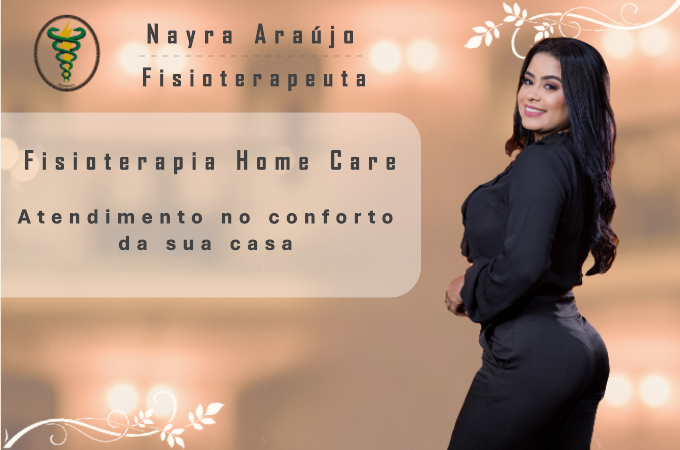 Nayra Araújo
Fisioterapeuta
Fisioterapia Home Care
Atendimento no conforto
da sua casa